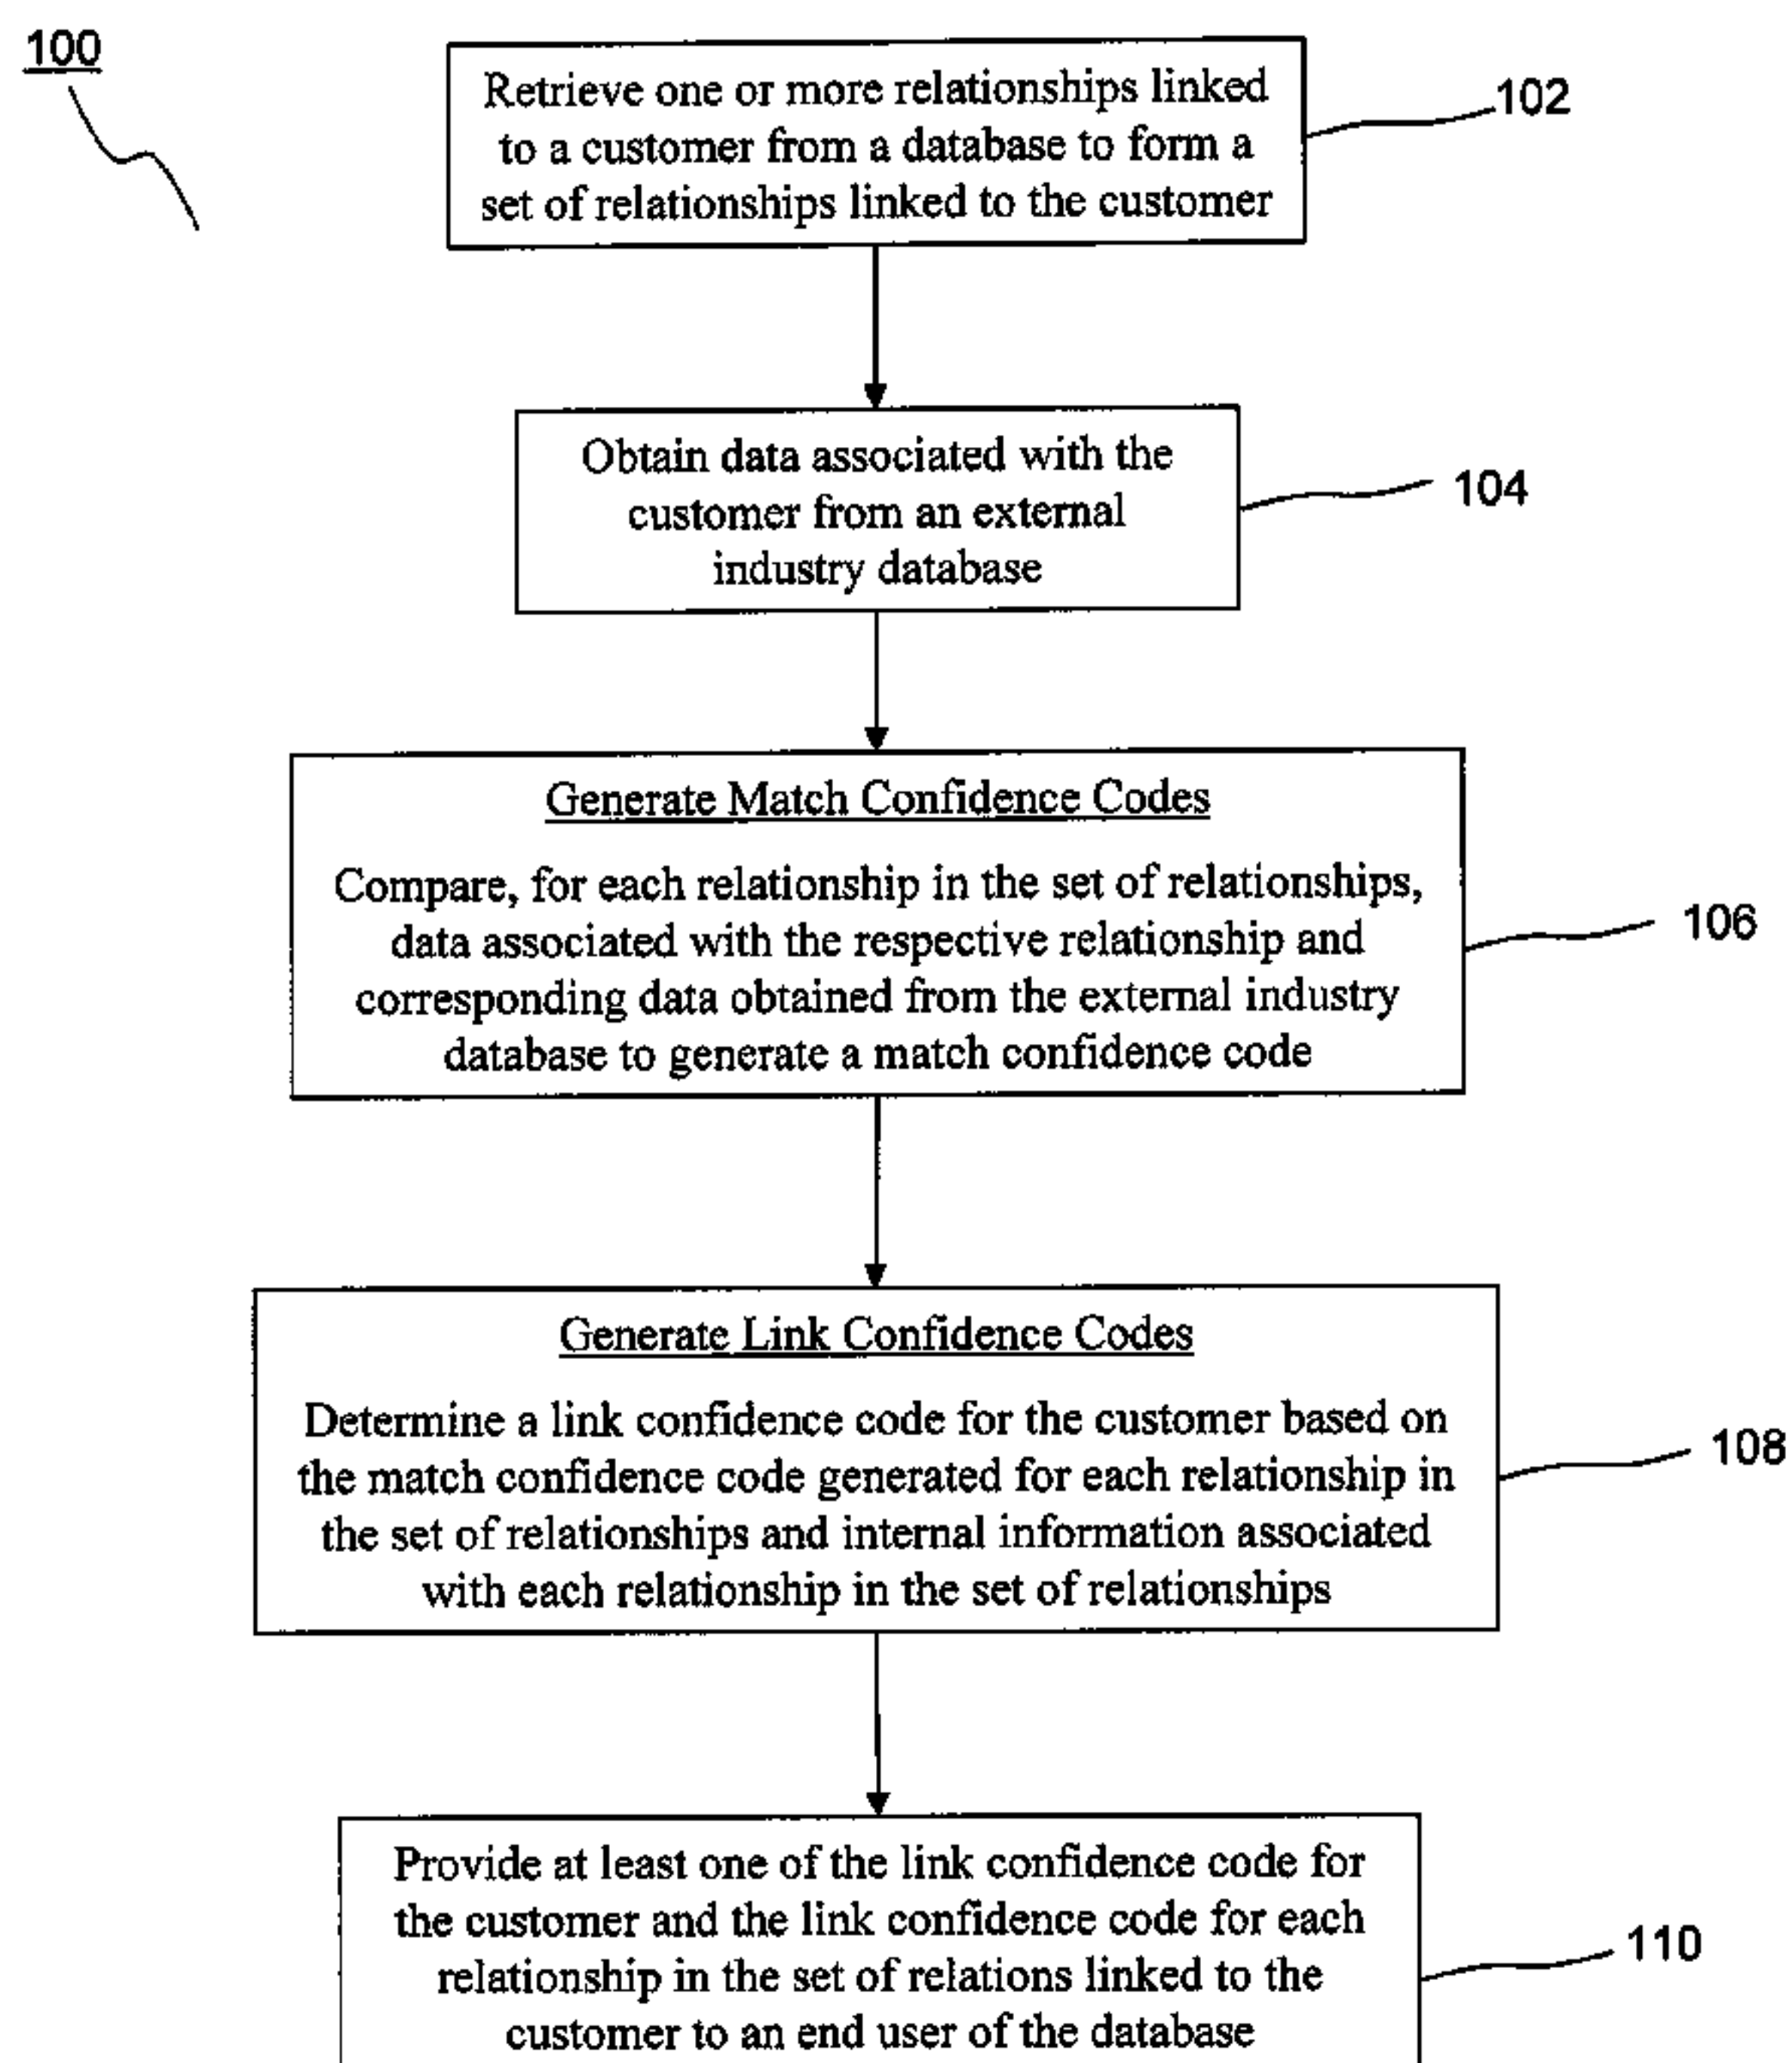 100
Retrieve one or more relationships linked
to a customer from a database to form a
set of relationships linked to the customer
102
Obtain data associated with the
customer from an external
industry database
104
Generate Match Confidence Codes
Compare, for each relationship in the set of relationships,
data associated with the respective relationship and
corresponding data obtained from the external industry
database to generate a match confidence code
106
Generate Link Confidence Codes
Determine a link confidence code for the customer based on
the match confidence code generated for each relationship in
the set of relationships and internal information associated
with each relationship in the set of relationships
108
Provide at least one of the link confidence code for
the customer and the link confidence code for each
relationship in the set of relations linked to the
customer to an end user of the database
110